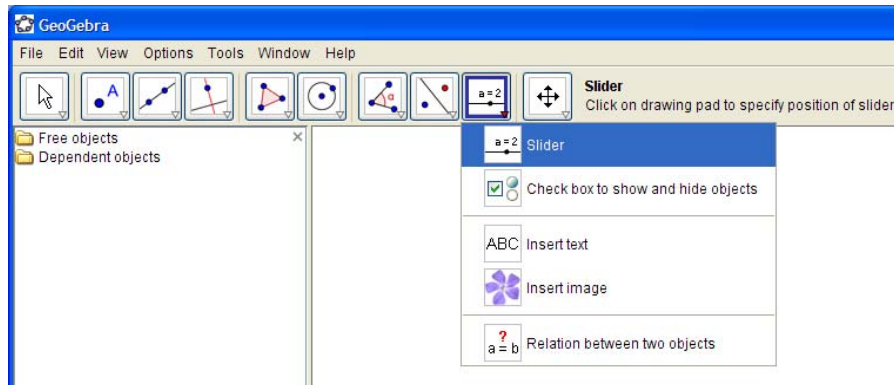 GeoGebra
File Edit View Options Tools Window Help
A
α
a=2
Slider
Click on drawing pad to specify position of slider
Free objects
Dependent objects
a=2 Slider
Check box to show and hide objects
ABC Insert text
Insert image
?
a = b Relation between two objects